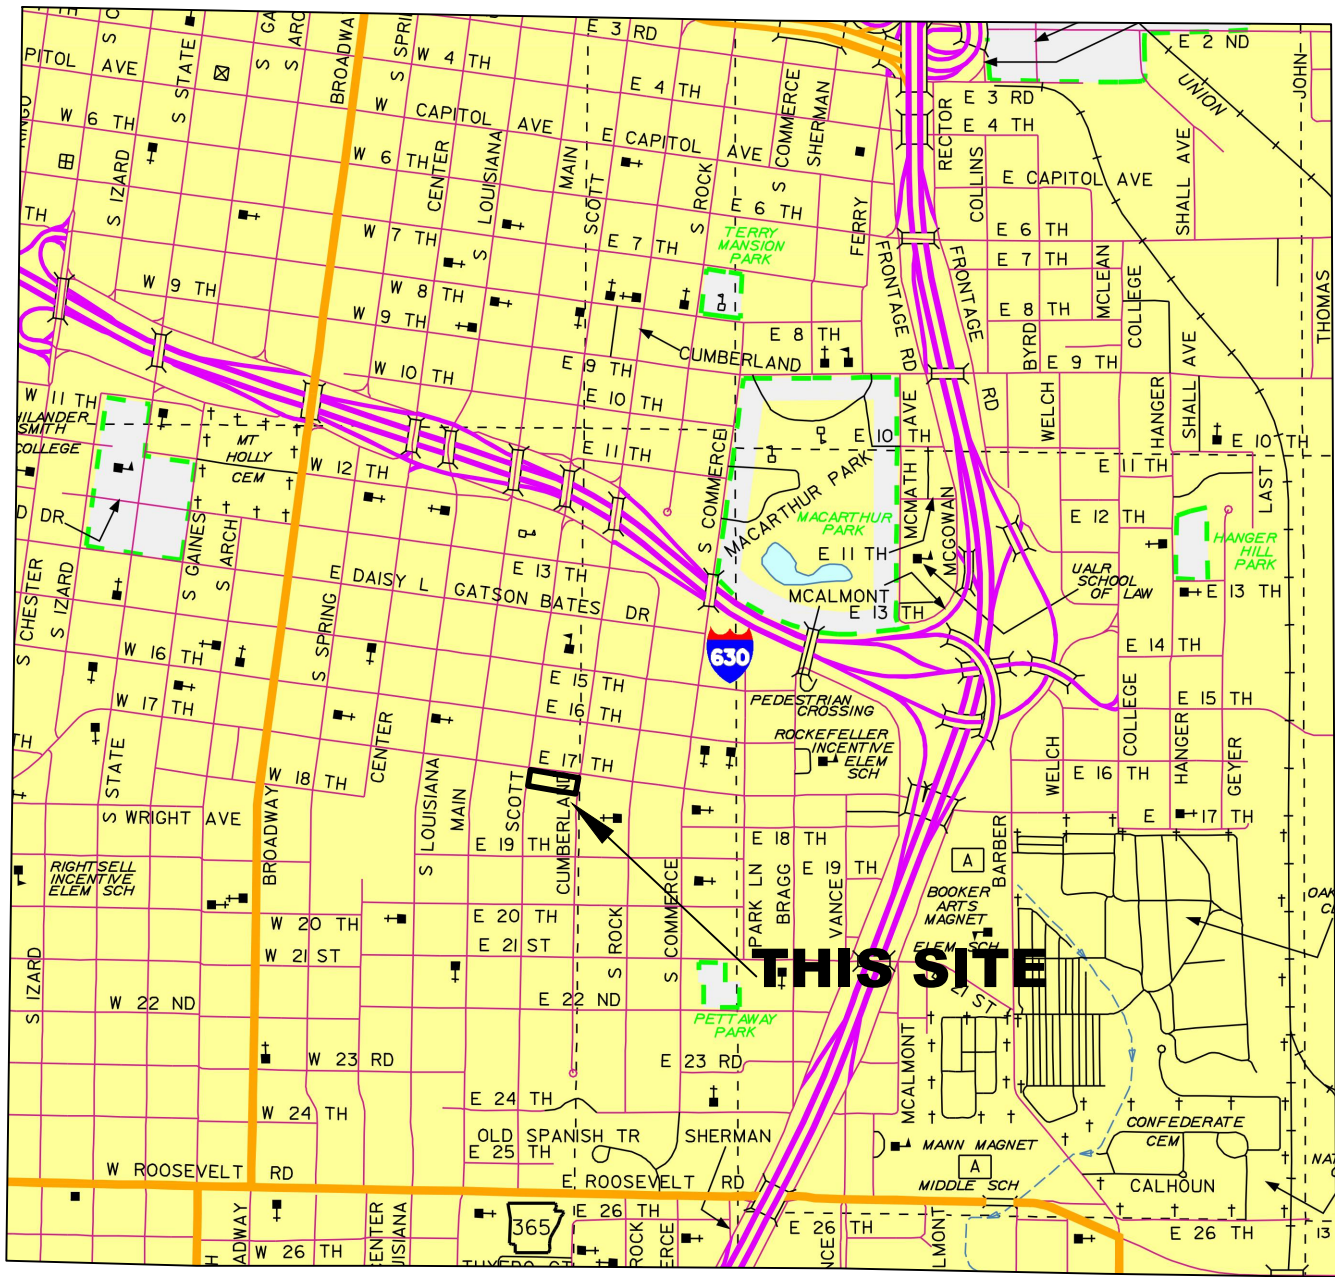 E 3 RD
E 2 ND
S STATE
BROADWA
W 4 TH
PITOL AVE
E 4 TH
COMMERCE
SHERMAN
UNION
JOHN
W 6 TH
W CAPITOL AVE
E CAPITOL AVE
E 3 RD
E 4 TH
RECTOR
S IZARD
W 6 TH
CENTER
S LOUISIANA
MAIN
SCOTT
S ROCK
S
COLLINS
E CAPITOL AVE
SHALL AVE
TH
W 7 TH
E 6 TH
E 7 TH
TERRY
MANSION
PARK
FERRY
FRONTAGE RD
FRONTAGE RD
E 6 TH
E 7 TH
MCLEAN
COLLEGE
THOMAS
W 9 TH
W 8 TH
W 9 TH
E 8 TH
E 8 TH
BYRD
CUMBERLAND
E 9 TH
E 9 TH
W 10 TH
E 10 TH
AVE
WELCH
HANGER
SHALL AVE
W 11 TH
HILANDER
SMITH
COLLEGE
MT
HOLLY
CEM
W 12 TH
E 11 TH
S COMMERCE
E 10 TH
E 10 TH
E 11 TH
LAST
MACARTHUR PARK
MACARTHUR
PARK
MCMATH
MCGOWAN
E 12 TH
HANGER
HILL
PARK
D DR
S GAINES
S ARCH
E 11 TH
CHESTER
S
S IZARD
E DAISY L GATSON BATES DR
E 13 TH
MCALMONT
E 13 TH
UALR
SCHOOL
OF LAW
E 13 TH
S SPRING
W 16 TH
630
E 14 TH
E 15 TH
E 15 TH
W 17 TH
E 16 TH
PEDESTRIAN
CROSSING
COLLEGE
TH
S STATE
CENTER
E 17 TH
ROCKEFELLER
INCENTIVE
ELEM
SCH
WELCH
HANGER
GEYER
W 18 TH
E 16 TH
S LOUISIANA
MAIN
SCOTT
CUMBERLAND
S WRIGHT AVE
BROADWAY
E 19 TH
E 18 TH
E 17 TH
BARBER
RIGHTSELL
INCENTIVE
ELEM SCH
S COMMERCE
PARK LN
BRAGG
E 19 TH
VANCE
A
BOOKER
ARTS
MAGNET
ELEM SCH
W 20 TH
E 20 TH
S ROCK
W 21 ST
E 21 ST
THIS SITE
S IZARD
W 22 ND
E 22 ND
21 ST
PETTAWAY
PARK
W 23 RD
E 23 RD
MCALMONT
W 24 TH
E 24 TH
CONFEDERATE
CEM
OLD SPANISH TR
SHERMAN
E 25 TH
MANN MAGNET
A
MIDDLE SCH
W ROOSEVELT RD
E ROOSEVELT RD
CALHOUN
ADWAY
ENTER
UISIANA
365
E 26 TH
ROCK
ERCE
E 26 TH
LMONT
E 26 TH
13
W 26 TH